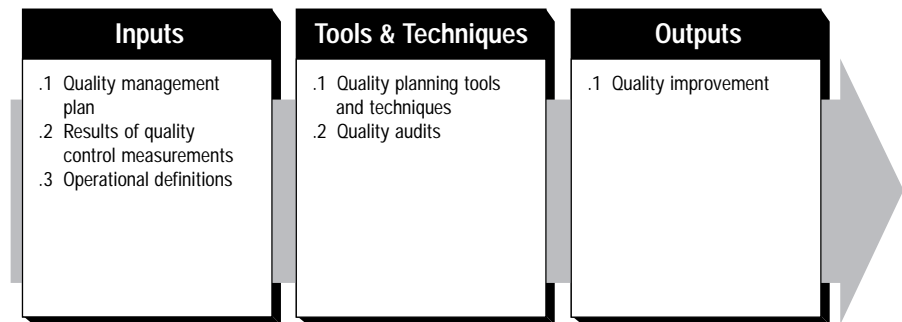 Inputs
.1 Quality management
plan
.2 Results of quality
control measurements
.3 Operational definitions
Tools & Techniques
.1 Quality planning tools
and techniques
.2 Quality audits
Outputs
.1 Quality improvement